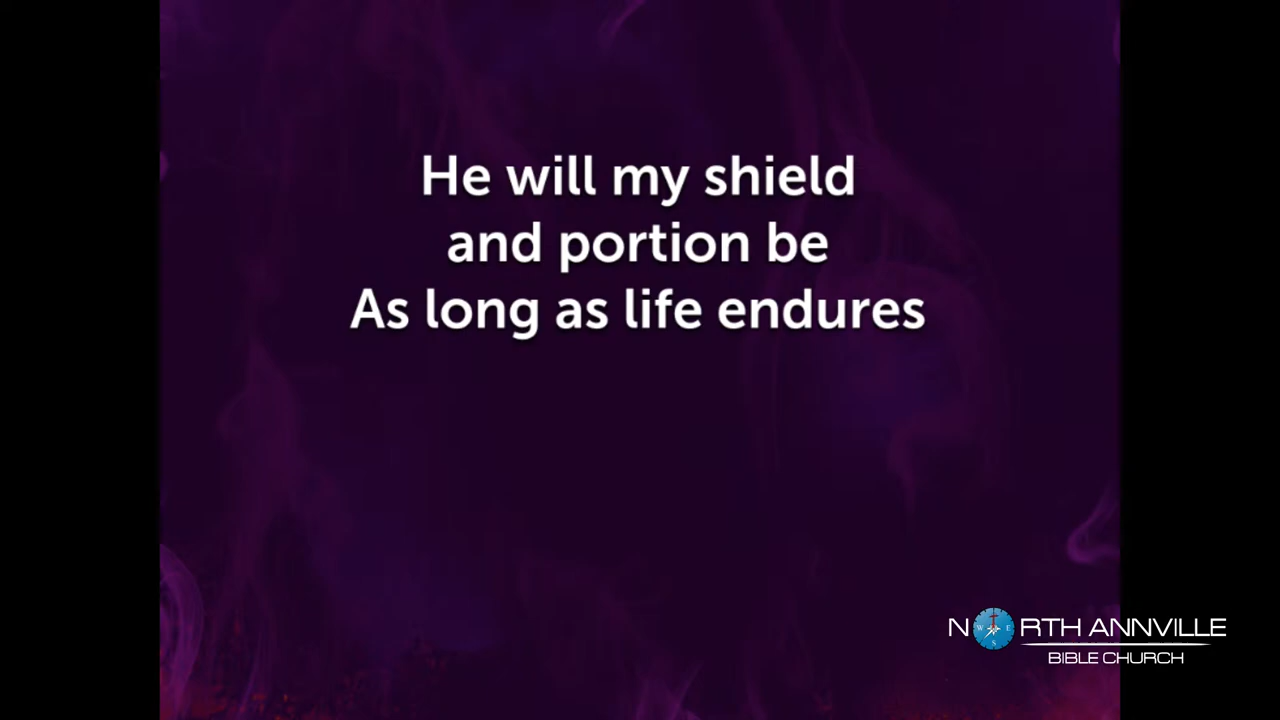 He will my shield
and portion be
As long as life endures
NORTH ANNVILLE
BIBLE CHURCH